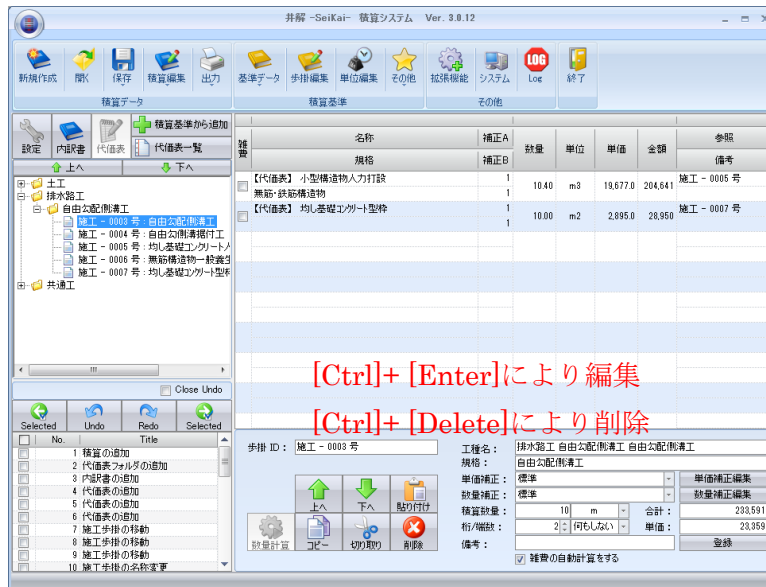 井解 -SeiKai- 積算システム Ver. 3.0.12
新規作成 開く 保存 積算編集 出力 基準データ 歩掛編集 単位編集 その他 拡張機能 システム Log 終了
LOG
積算データ 積算基準 その他
設定 内訳書 代価表 積算基準から追加
代価表一覧
上へ 下へ
雑費 名称 補正A 数量 単位 単価 金額 参照
規格 補正B 備考
【代価表】 小型構造物人力打設 1 10.40 m3 19,677.0 204,641 施工 - 0005 号
無筋・鉄筋構造物 1
【代価表】 均し基礎コンクリート型枠 1 10.00 m2 2,895.0 28,950 施工 - 0007 号
1
土工
排水路工
自由勾配側溝工
施工 - 0003 号 : 自由勾配側溝工
施工 - 0004 号 : 自由勾配側溝据付工
施工 - 0005 号 : 均し基礎コンクリート人
施工 - 0006 号 : 無筋構造物一般養生
施工 - 0007 号 : 均し基礎コンクリート型枠
共通工
[Ctrl]+ [Enter]により編集
[Ctrl]+ [Delete]により削除
Close Undo
Selected Undo Redo Selected
No. Title
1 積算の追加
2 代価表フォルダの追加
3 内訳書の追加
4 代価表の追加
5 代価表の追加
6 代価表の追加
7 施工歩掛の移動
8 施工歩掛の移動
9 施工歩掛の移動
10 施工歩掛の名称変更
歩掛 ID : 施工 - 0003 号
上へ 下へ 貼り付け
数量計算 コピー 切り取り 削除
工種名 : 排水路工 自由勾配側溝工 自由勾配側溝工
規格 : 自由勾配側溝工
単価補正 : 標準 単価補正編集
数量補正 : 標準 数量補正編集
積算数量 : 10 m 合計 : 233,591
桁/端数 : 2 何もしない 単価 : 23,359
備考 : 登録
雑費の自動計算をする